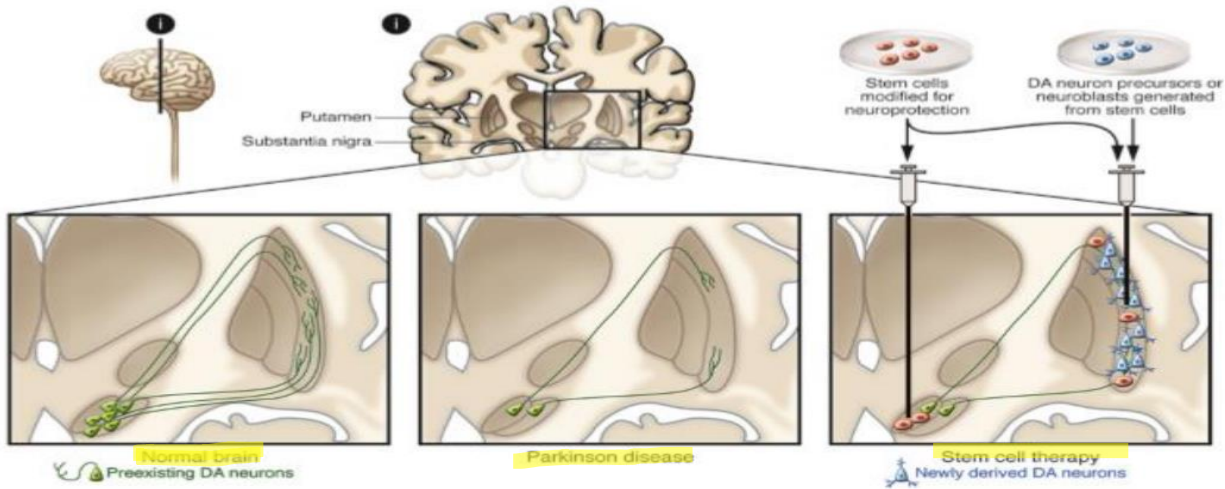 i
i
Putamen
Substantia nigra
Stem cells
modified for
neuroprotection
DA neuron precursors or
neuroblasts generated
from stem cells
Normal brain
Preexisting DA neurons
Parkinson disease
Stem cell therapy
Newly derived DA neurons